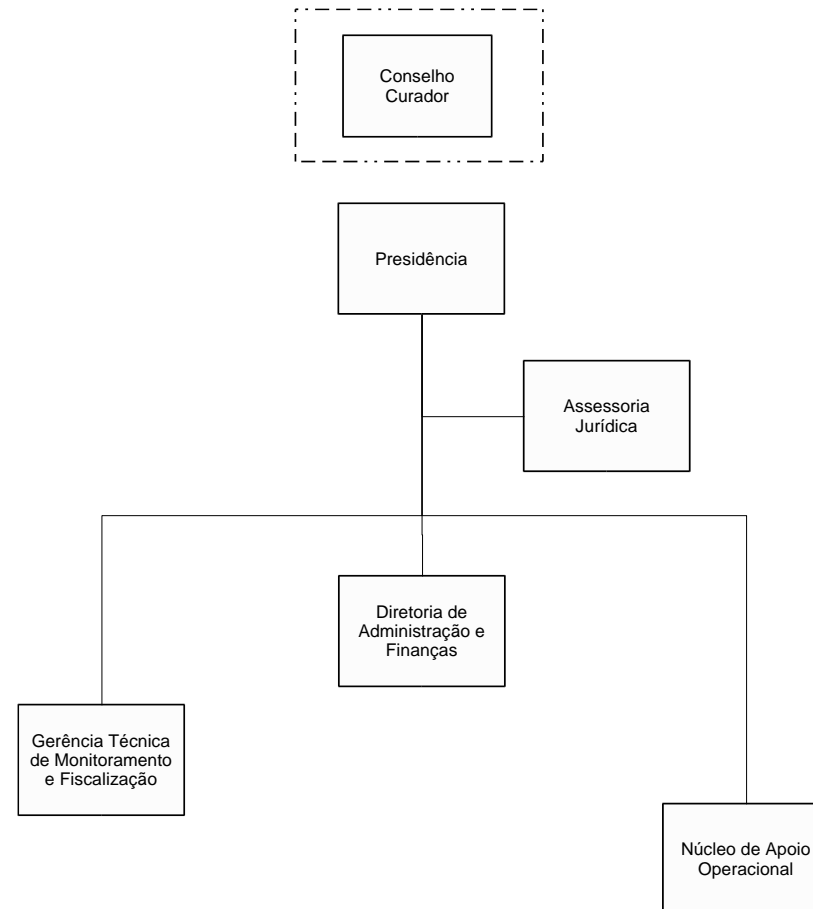 Conselho
Curador
Presidência
Assessoria
Jurídica
Diretoria de
Administração e
Finanças
Gerência Técnica
de Monitoramento
e Fiscalização
Núcleo de Apoio
Operacional